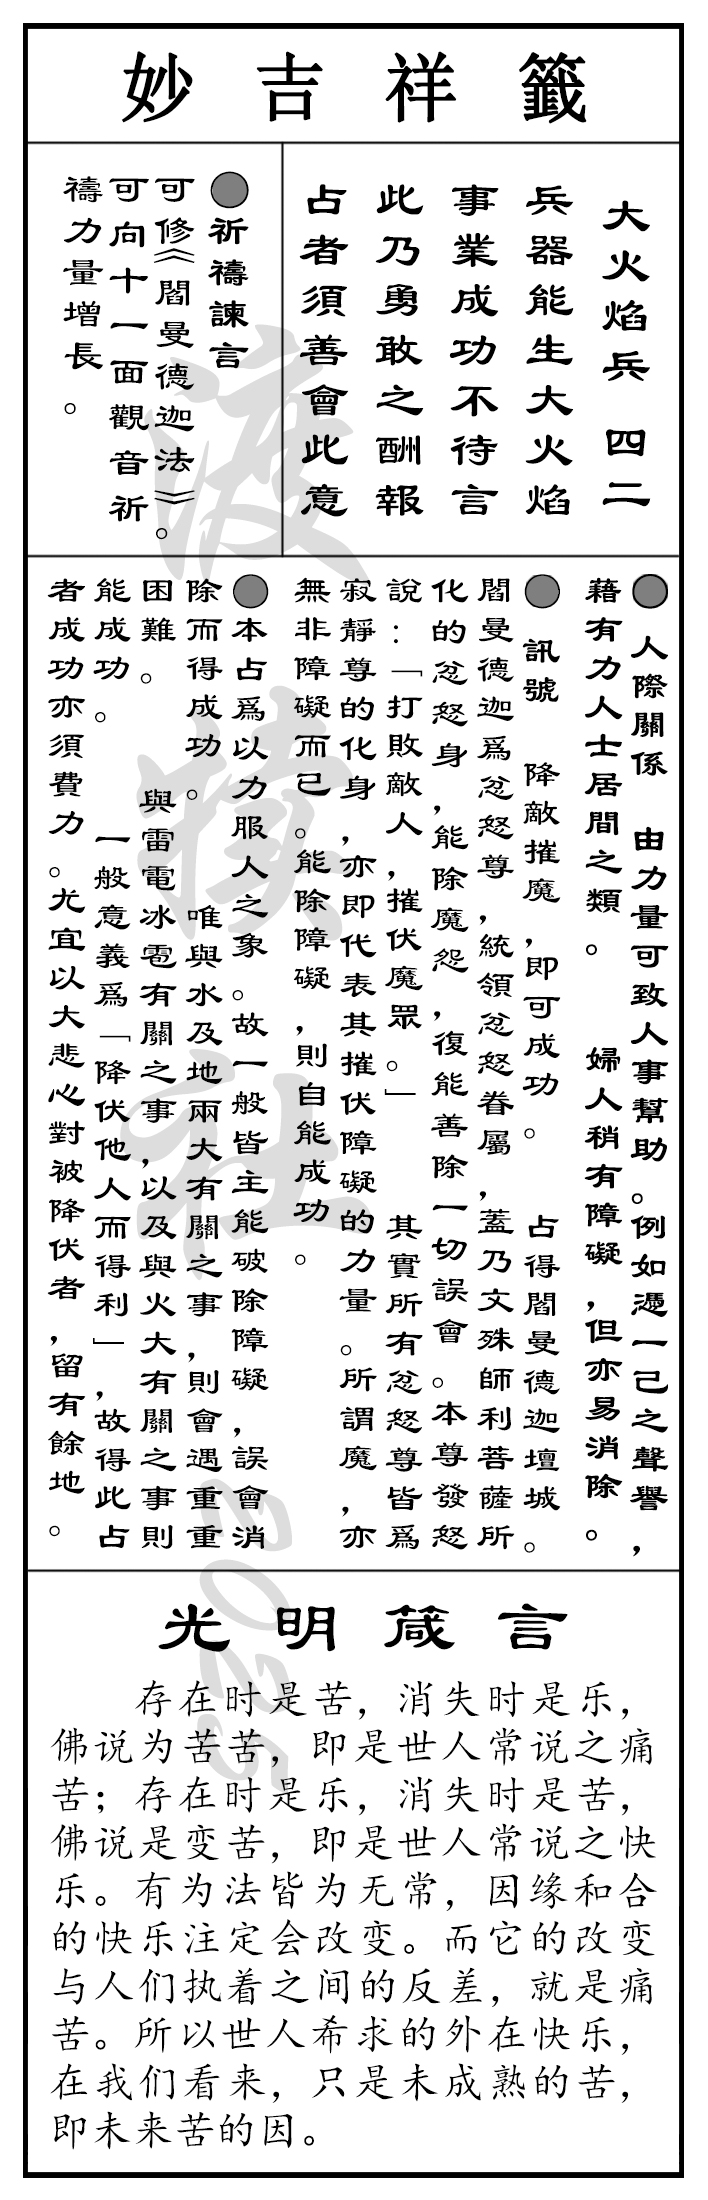 妙吉祥籤
大火焰兵 四二
兵器能生大火焰
事業成功不待言
此乃勇敢之酬報
占者須善會此意
●祈禱諫言
可修《閻曼德迦法》。
可向十一面觀音祈
禱力量增長。
●人際關係 由力量可致人事幫助。例如憑一己之聲譽，
藉有力人士居間之類。 婦人稍有障礙，但亦易消除。
●訊號 降敵摧魔，即可成功。 占得閻曼德迦壇城。
閻曼德迦爲忿怒尊，統領忿怒眷屬，蓋乃文殊師利菩薩所
化的忿怒身，能除魔怨，復能善除一切誤會。本尊發怒
說：「打敗敵人，摧伏魔眾。」 其實所有忿怒尊皆爲
寂靜尊的化身，亦即代表其摧伏障礙的力量。所謂魔，亦
無非障礙而已。能除障礙，則自能成功。
●本占爲以力服人之象。故一般皆主能破除障礙，誤會消
除而得成功。 唯與水及地兩大有關之事，則會遇重重
困難。 與雷電冰雹有關之事，以及與火大有關之事則
能成功。 一般意義爲「降伏他人而得利」，故得此占
者成功亦須費力。尤宜以大悲心對被降伏者，留有餘地。
光明箴言
存在时是苦，消失时是乐，
佛说为苦苦，即是世人常说之痛
苦；存在时是乐，消失时是苦，
佛说是变苦，即是世人常说之快
乐。有为法皆为无常，因缘和合
的快乐注定会改变。而它的改变
与人们执着之间的反差，就是痛
苦。所以世人希求的外在快乐，
在我们看来，只是未成熟的苦，
即未来苦的因。
渡犊社 2025